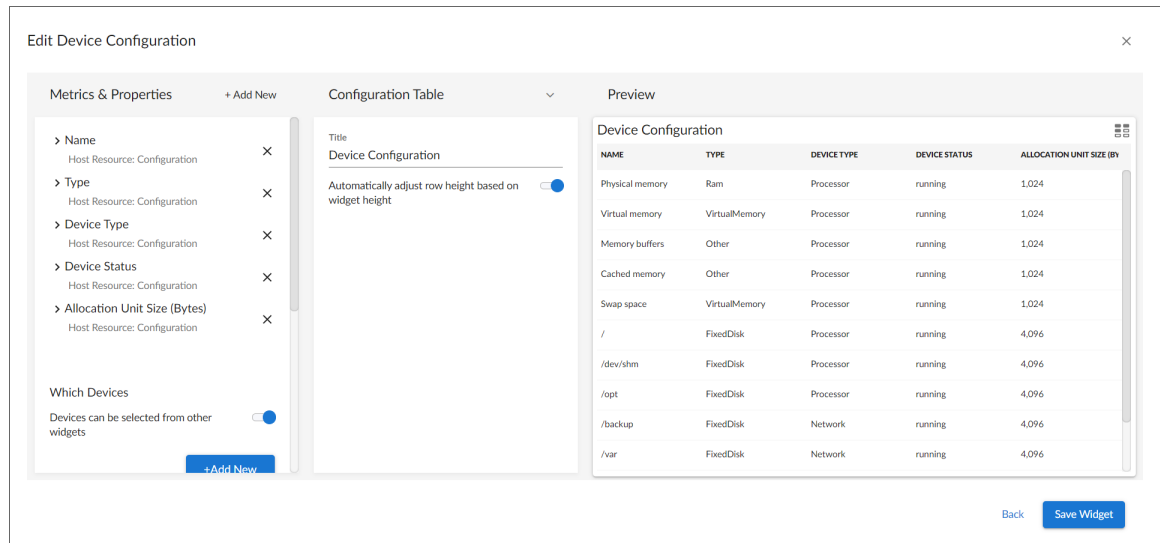 Edit Device Configuration
Metrics & Properties
+ Add New
Configuration Table
Preview
Name
Host Resource: Configuration
Type
Host Resource: Configuration
Device Type
Host Resource: Configuration
Device Status
Host Resource: Configuration
Allocation Unit Size (Bytes)
Host Resource: Configuration
Which Devices
Devices can be selected from other
widgets
+Add New
Title
Device Configuration
Automatically adjust row height based on
widget height
Device Configuration
NAME TYPE DEVICE TYPE DEVICE STATUS ALLOCATION UNIT SIZE (BY
Physical memory Ram Processor running 1,024
Virtual memory VirtualMemory Processor running 1,024
Memory buffers Other Processor running 1,024
Cached memory Other Processor running 1,024
Swap space VirtualMemory Processor running 1,024
/ FixedDisk Processor running 4,096
/dev/shm FixedDisk Processor running 4,096
/opt FixedDisk Processor running 4,096
/backup FixedDisk Network running 4,096
/var FixedDisk Network running 4,096
Back
Save Widget